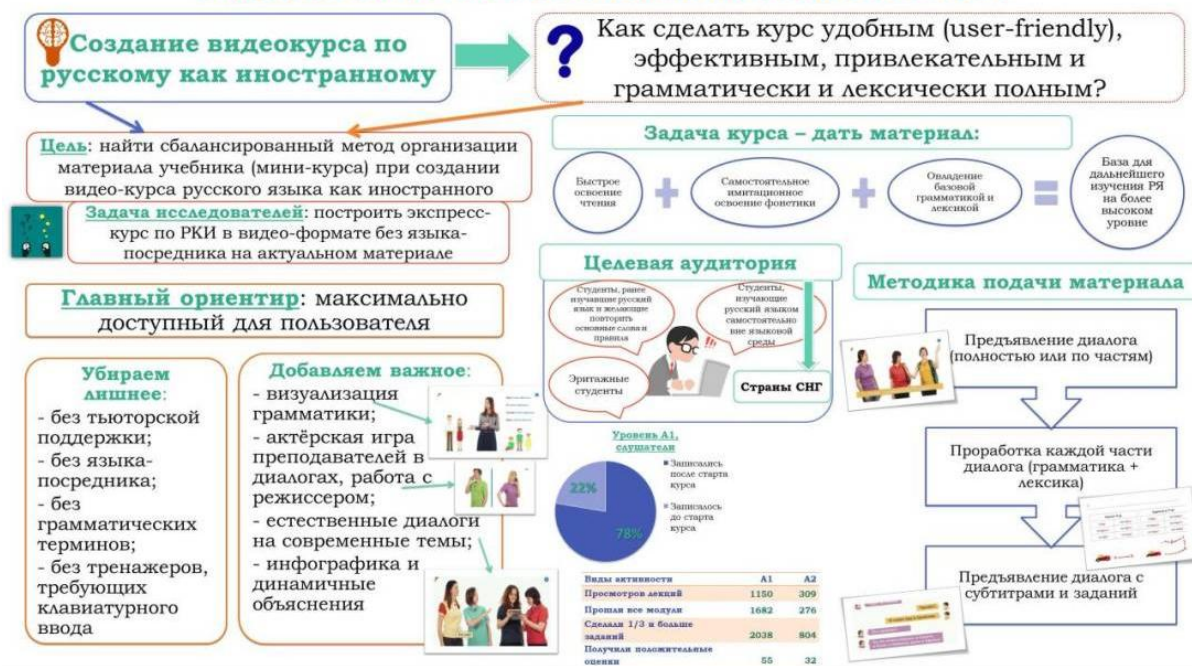 Создание видеокурса по
русскому как иностранному
?
Как сделать курс удобным (user-friendly),
эффективным, привлекательным и
грамматически и лексически полным?
Цель: найти сбалансированный метод организации
материала учебника (мини-курса) при создании
видео-курса русского языка как иностранного
Задача исследователей: построить экспресс-
курс по РКИ в видео-формате без языка-
посредника на актуальном материале
Задача курса – дать материал:
Быстрое
освоение
чтения
+
Самостоятельное
имитационное
освоение фонетики
+
Овладение
базовой
грамматикой и
лексикой
=
База для
дальнейшего
изучения РЯ
на более
высоком
уровне
Главный ориентир: максимально
доступный для пользователя
Убираем
лишнее:
- без тьюторской
поддержки;
- без языка-
посредника;
- без
грамматических
терминов;
- без тренажеров,
требующих
клавиатурного
ввода
Добавляем важное:
- визуализация
грамматики;
- актёрская игра
преподавателей в
диалогах, работа с
режиссером;
- естественные диалоги
на современные темы;
- инфографика и
динамичные
объяснения
Целевая аудитория
Студенты, ранее
изучавшие русский
язык и желающие
повторить
основные слова и
правила
Студенты,
изучающие
русский языком
самостоятельно
вне языковой
среды
Эритажные
студенты
Страны СНГ
Уровень А1,
слушатели
22%
78%
Записались
после старта
курса
Записалось
до старта
курса
Виды активности А1 А2
Просмотров лекций 1150 309
Прошли все модули 1682 276
Сделали 1/3 и больше
заданий 2038 804
Получили положительные
оценки 55 32
Методика подачи материала
Предъявление диалога
(полностью или по частям)
Проработка каждой части
диалога (грамматика +
лексика)
Предъявление диалога с
субтитрами и заданий